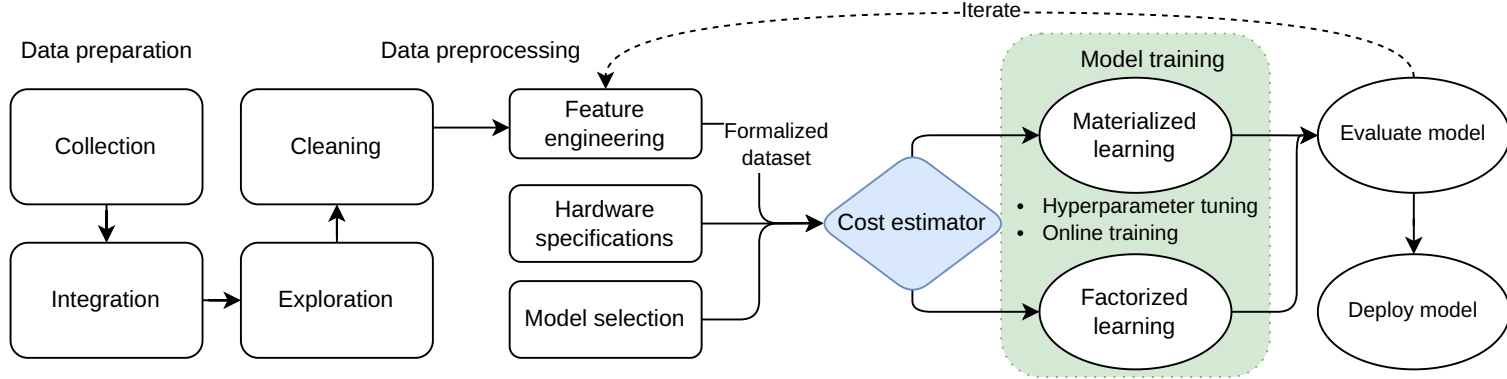 Iterate
Data preparation
Data preprocessing
Model training
Collection
Cleaning
Feature
engineering
Formalized
dataset
Materialized
learning
Evaluate model
Hardware
specifications
Cost estimator
• Hyperparameter tuning
• Online training
Integration
Exploration
Model selection
Factorized
learning
Deploy model